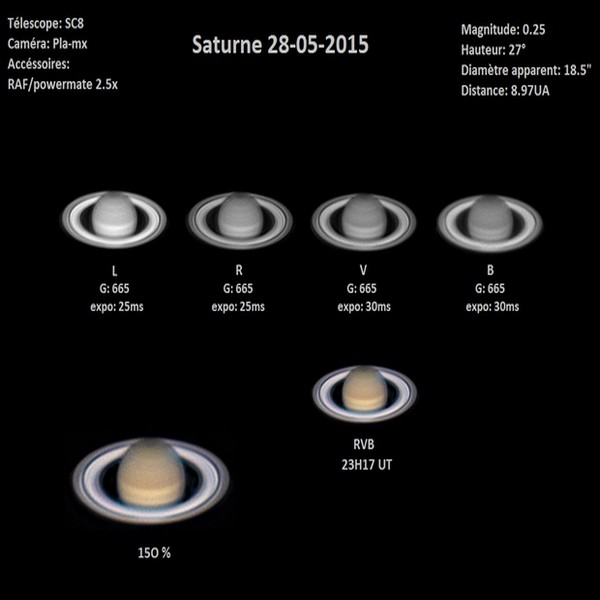 Télescope: SC8
Caméra: Pla-mx
Accéssoires:
RAF/powermate 2.5x
Saturne 28-05-2015
Magnitude: 0.25
Hauteur: 27°
Diamètre apparent: 18.5"
Distance: 8.97UA
L
G: 665
expo: 25ms
R
G: 665
expo: 25ms
V
G: 665
expo: 30ms
B
G: 665
expo: 30ms
RVB
23H17 UT
150 %